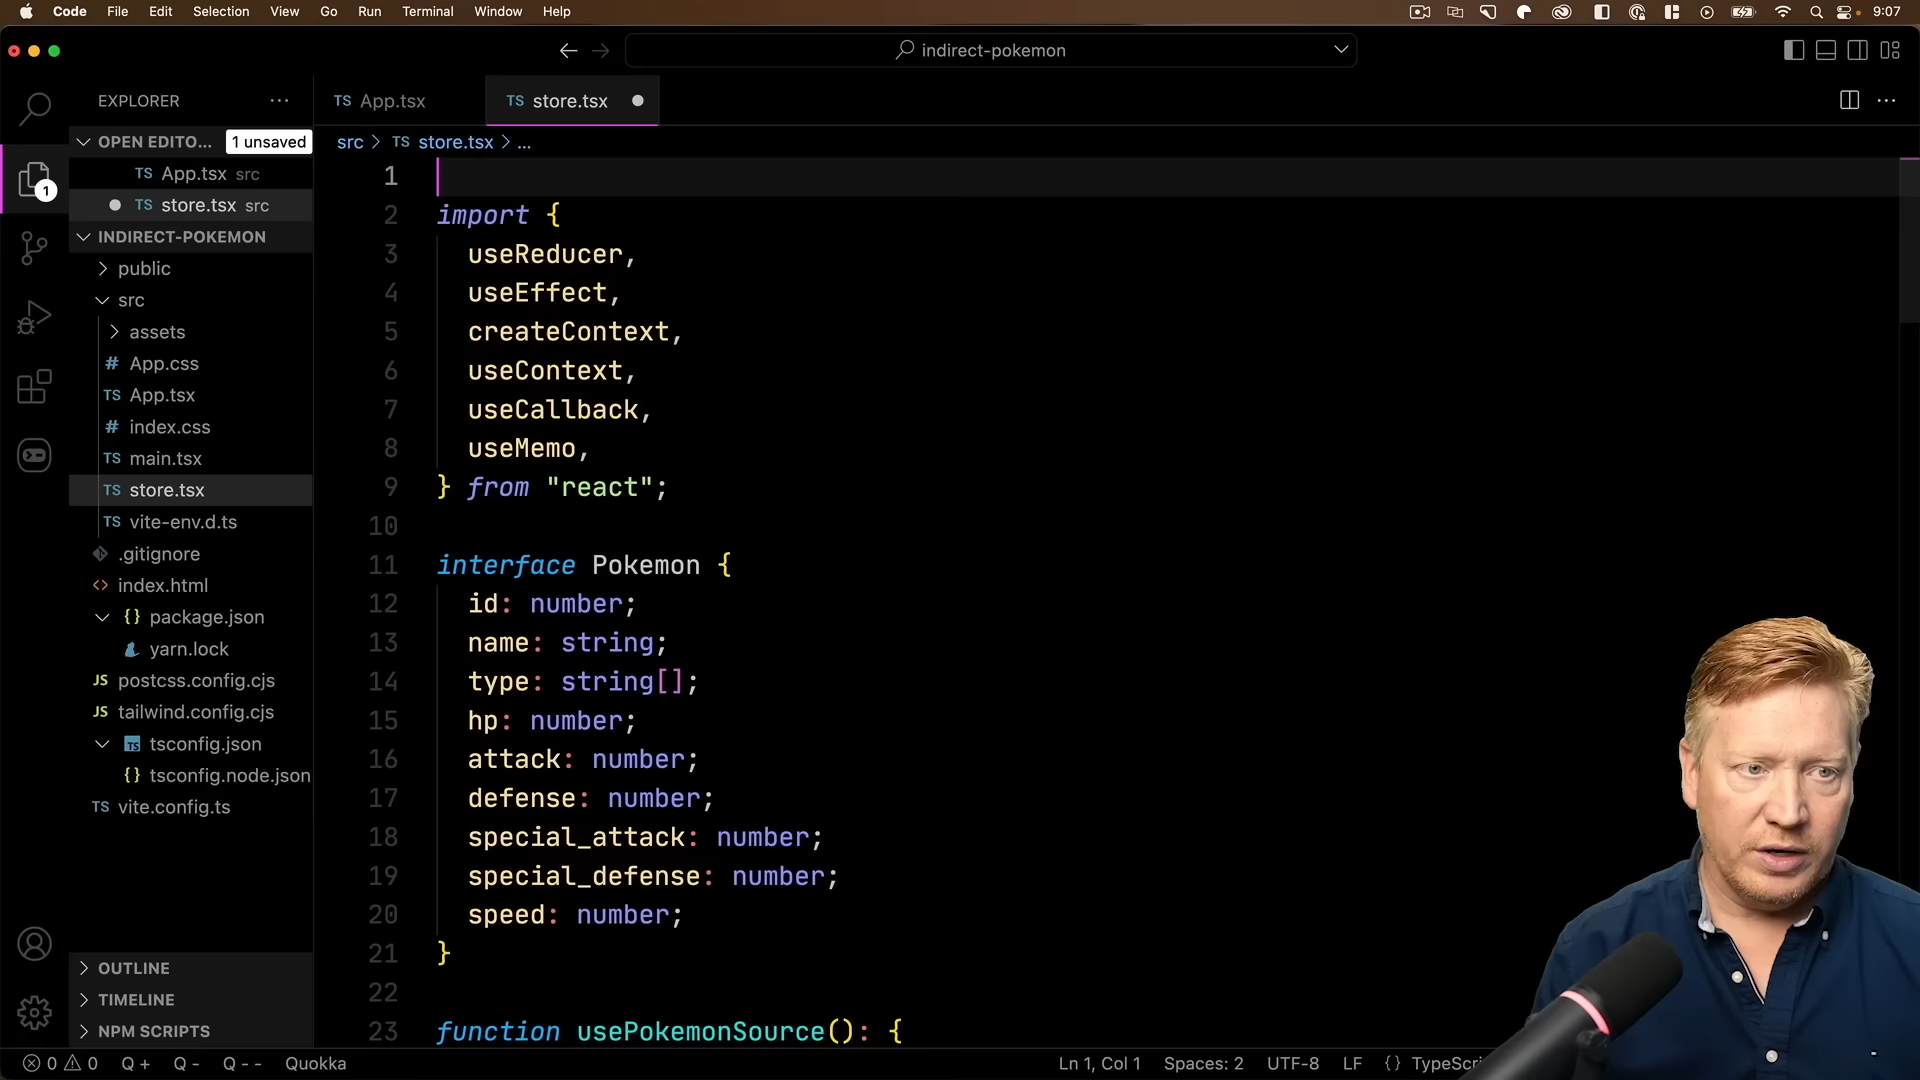 Code File Edit Selection View Go Run Terminal Window Help 9:07
indirect-pokemon
EXPLORER
OPEN EDITO... 1 unsaved
TS App.tsx src
TS store.tsx src
INDIRECT-POKEMON
public
src
assets
# App.css
TS App.tsx
# index.css
TS main.tsx
TS store.tsx
TS vite-env.d.ts
.gitignore
<> index.html
{} package.json
yarn.lock
JS postcss.config.cjs
JS tailwind.config.cjs
TS tsconfig.json
{} tsconfig.node.json
TS vite.config.ts
OUTLINE
TIMELINE
NPM SCRIPTS
1
TS App.tsx TS store.tsx
src > TS store.tsx > ...
1
2 import {
3 useReducer,
4 useEffect,
5 createContext,
6 useContext,
7 useCallback,
8 useMemo,
9 } from "react";
10
11 interface Pokemon {
12 id: number;
13 name: string;
14 type: string[];
15 hp: number;
16 attack: number;
17 defense: number;
18 special_attack: number;
19 special_defense: number;
20 speed: number;
21 }
22
23 function usePokemonSource(): {
0 0 Q + Q - Q - - Quokka Ln 1, Col 1 Spaces: 2 UTF-8 LF {}